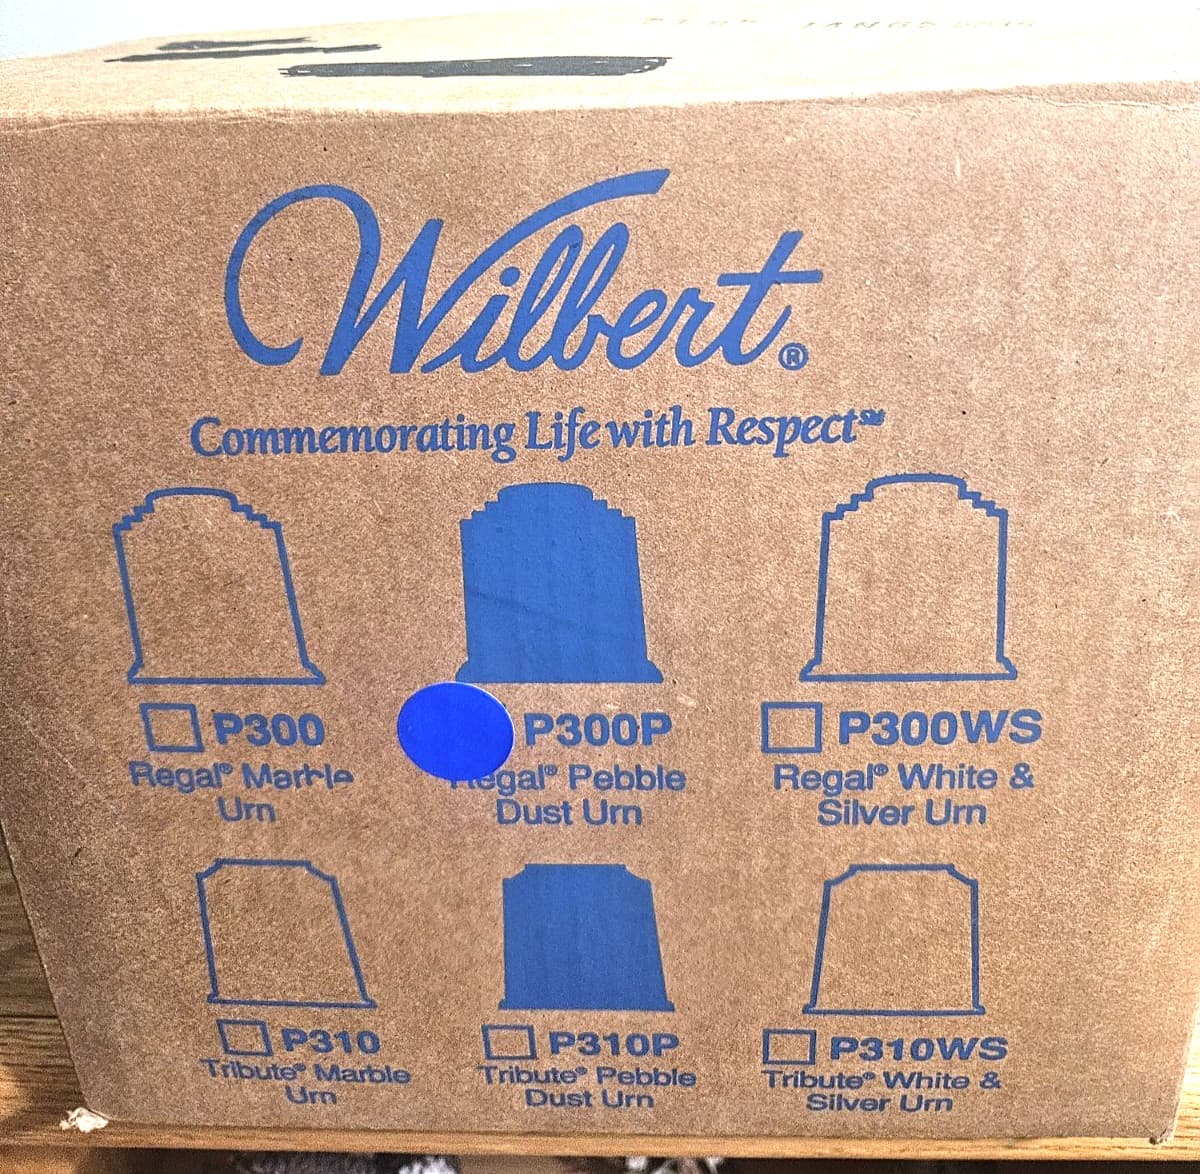 Wilbert®
Commemorating Life with Respect℠
P300 P300P P300WS
Regal® Marble Regal® Pebble Regal® White &
Urn Dust Urn Silver Urn
P310 P310P P310WS
Tribute® Marble Tribute® Pebble Tribute® White &
Urn Dust Urn Silver Urn